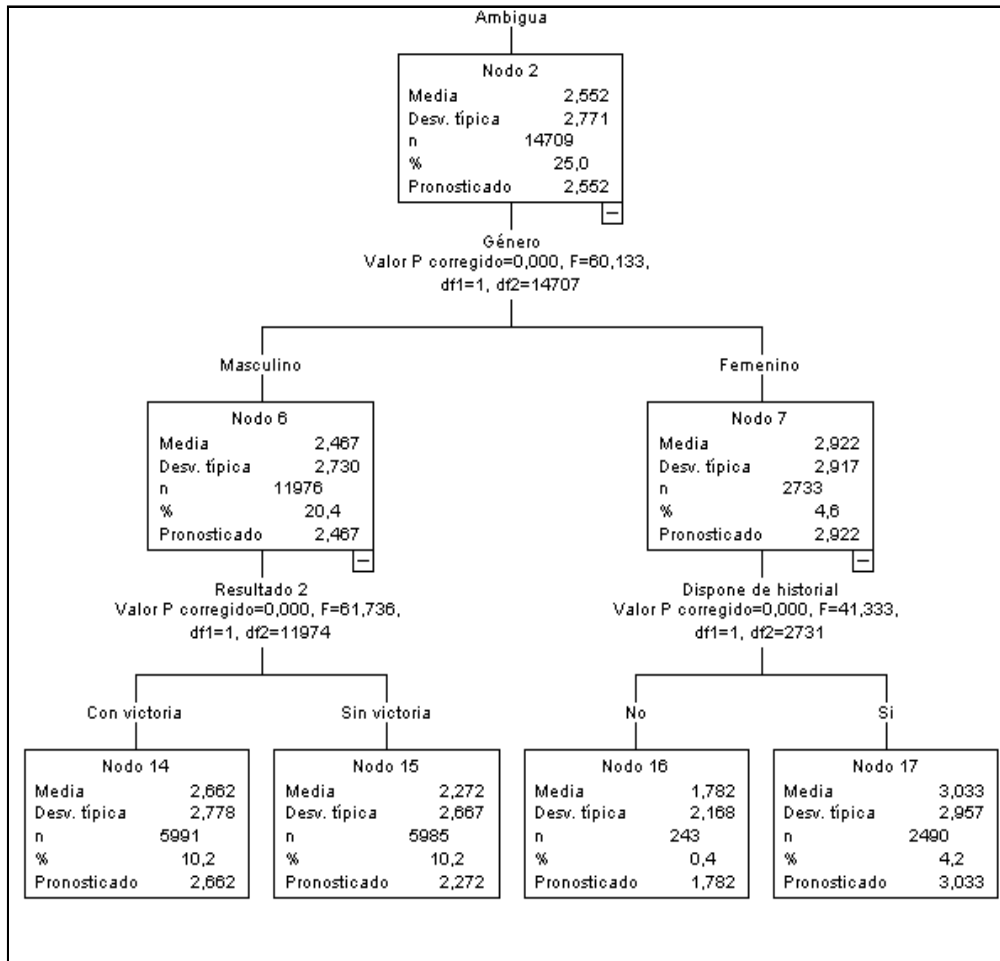 Ambigua
Nodo 2
Media 2,552
Desv. típica 2,771
n 14709
% 25,0
Pronosticado 2,552
Género
Valor P corregido=0,000, F=60,133,
df1=1, df2=14707
Masculino
Femenino
Nodo 6
Media 2,467
Desv. típica 2,730
n 11976
% 20,4
Pronosticado 2,467
Nodo 7
Media 2,922
Desv. típica 2,917
n 2733
% 4,6
Pronosticado 2,922
Resultado 2
Valor P corregido=0,000, F=61,736,
df1=1, df2=11974
Dispone de historial
Valor P corregido=0,000, F=41,333,
df1=1, df2=2731
Con victoria
Sin victoria
No
Si
Nodo 14
Media 2,662
Desv. típica 2,778
n 5991
% 10,2
Pronosticado 2,662
Nodo 15
Media 2,272
Desv. típica 2,667
n 5985
% 10,2
Pronosticado 2,272
Nodo 16
Media 1,782
Desv. típica 2,168
n 243
% 0,4
Pronosticado 1,782
Nodo 17
Media 3,033
Desv. típica 2,957
n 2490
% 4,2
Pronosticado 3,033